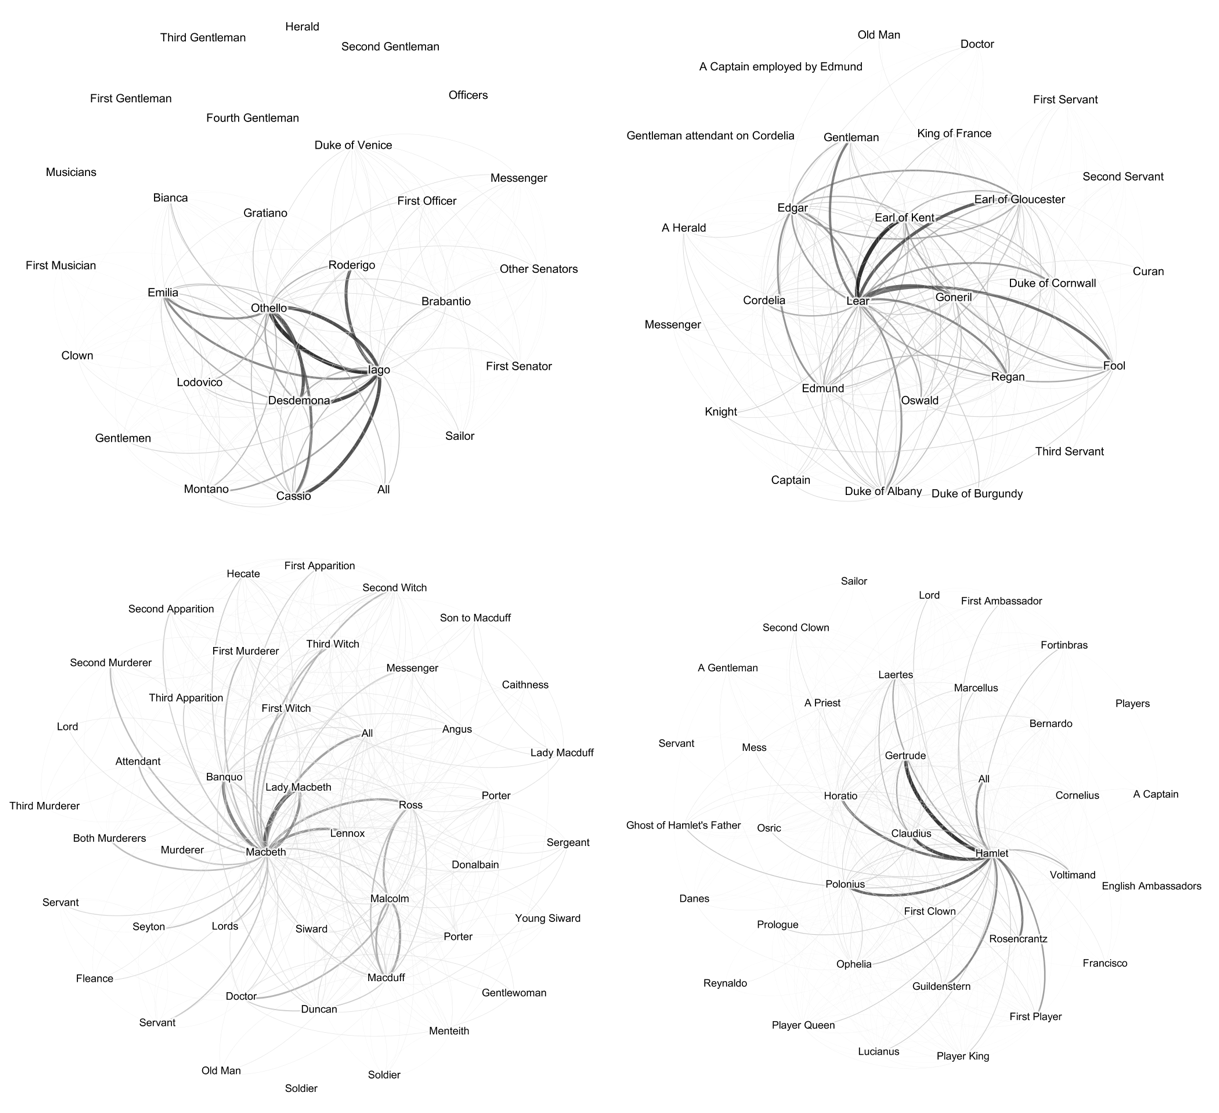 Herald
Third Gentleman
Second Gentleman
First Gentleman
Officers
Fourth Gentleman
Duke of Venice
Musicians
Messenger
Bianca
First Officer
Gratiano
First Musician
Roderigo
Other Senators
Emilia
Brabantio
Othello
Clown
First Senator
Iago
Lodovico
Desdemona
Gentlemen
Sailor
Montano
All
Cassio
Old Man
Doctor
A Captain employed by Edmund
First Servant
Gentleman attendant on Cordelia
Gentleman
King of France
Second Servant
Earl of Gloucester
Edgar
Earl of Kent
A Herald
Curan
Duke of Cornwall
Cordelia
Lear
Goneril
Messenger
Fool
Regan
Edmund
Oswald
Knight
Third Servant
Captain
Duke of Albany
Duke of Burgundy
First Apparition
Hecate
Second Witch
Second Apparition
Son to Macduff
Third Witch
First Murderer
Second Murderer
Messenger
Caithness
Third Apparition
First Witch
Lord
Angus
All
Lady Macduff
Attendant
Banquo
Lady Macbeth
Porter
Third Murderer
Ross
Lennox
Both Murderers
Sergeant
Murderer
Macbeth
Donalbain
Malcolm
Servant
Young Siward
Seyton
Lords
Siward
Porter
Fleance
Macduff
Gentlewoman
Doctor
Duncan
Servant
Menteith
Old Man
Soldier
Soldier
Sailor
Lord
First Ambassador
Second Clown
Fortinbras
A Gentleman
Laertes
Marcellus
A Priest
Players
Bernardo
Servant
Mess
Gertrude
All
Horatio
Cornelius
A Captain
Ghost of Hamlet's Father
Osric
Claudius
Hamlet
Voltimand
Polonius
English Ambassadors
Danes
First Clown
Prologue
Rosencrantz
Ophelia
Francisco
Reynaldo
Guildenstern
First Player
Player Queen
Lucianus
Player King